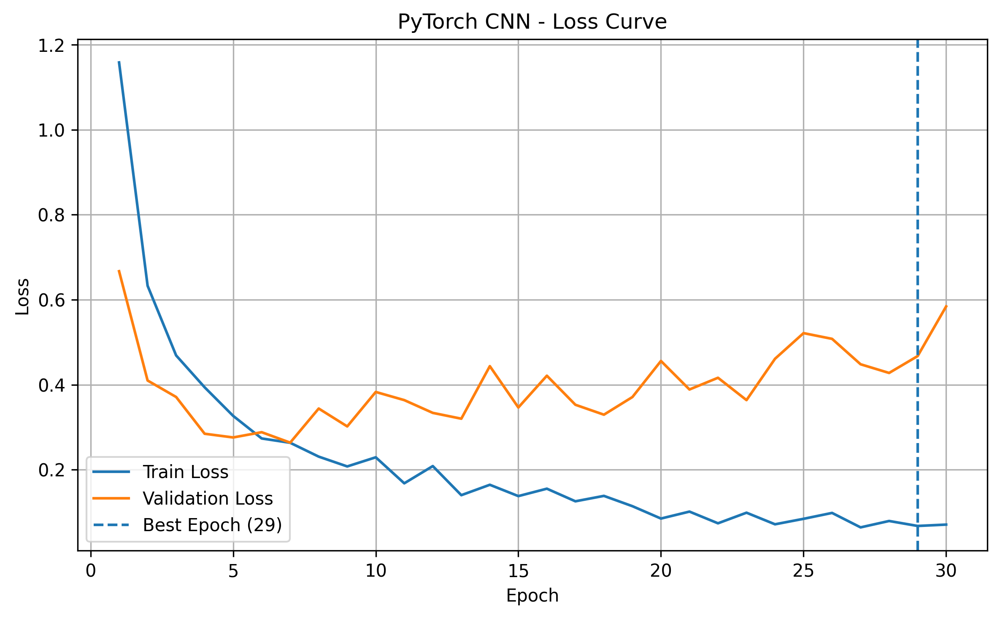 PyTorch CNN - Loss Curve
Loss
1.2
1.0
0.8
0.6
0.4
0.2
Train Loss
Validation Loss
Best Epoch (29)
0 5 10 15 20 25 30
Epoch